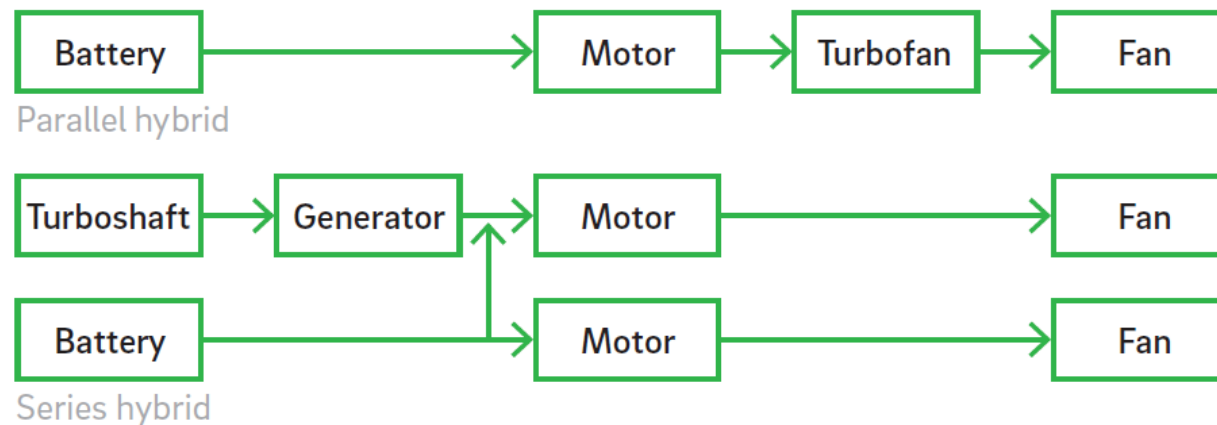 Battery Motor Turbofan Fan
Parallel hybrid
Turboshaft Generator Motor Fan
Battery Motor Fan
Series hybrid